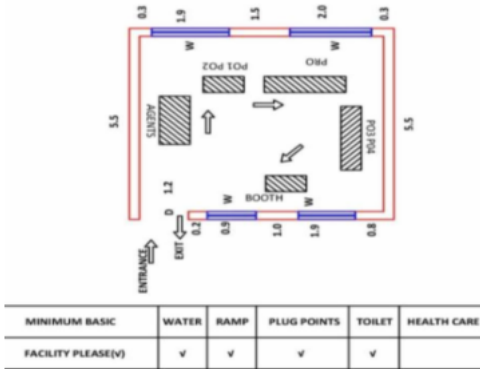 0.3
1.9
1.5
2.0
0.3
W
W
PO1 PO2
PRO
AGENTS
PO3 PO4
5.5
5.5
1.2
D
BOOTH
W
W
0.2
0.9
1.0
1.9
0.8
ENTRANCE
EXIT
MINIMUM BASIC WATER RAMP PLUG POINTS TOILET HEALTH CARE
FACILITY PLEASE(√) √ √ √ √